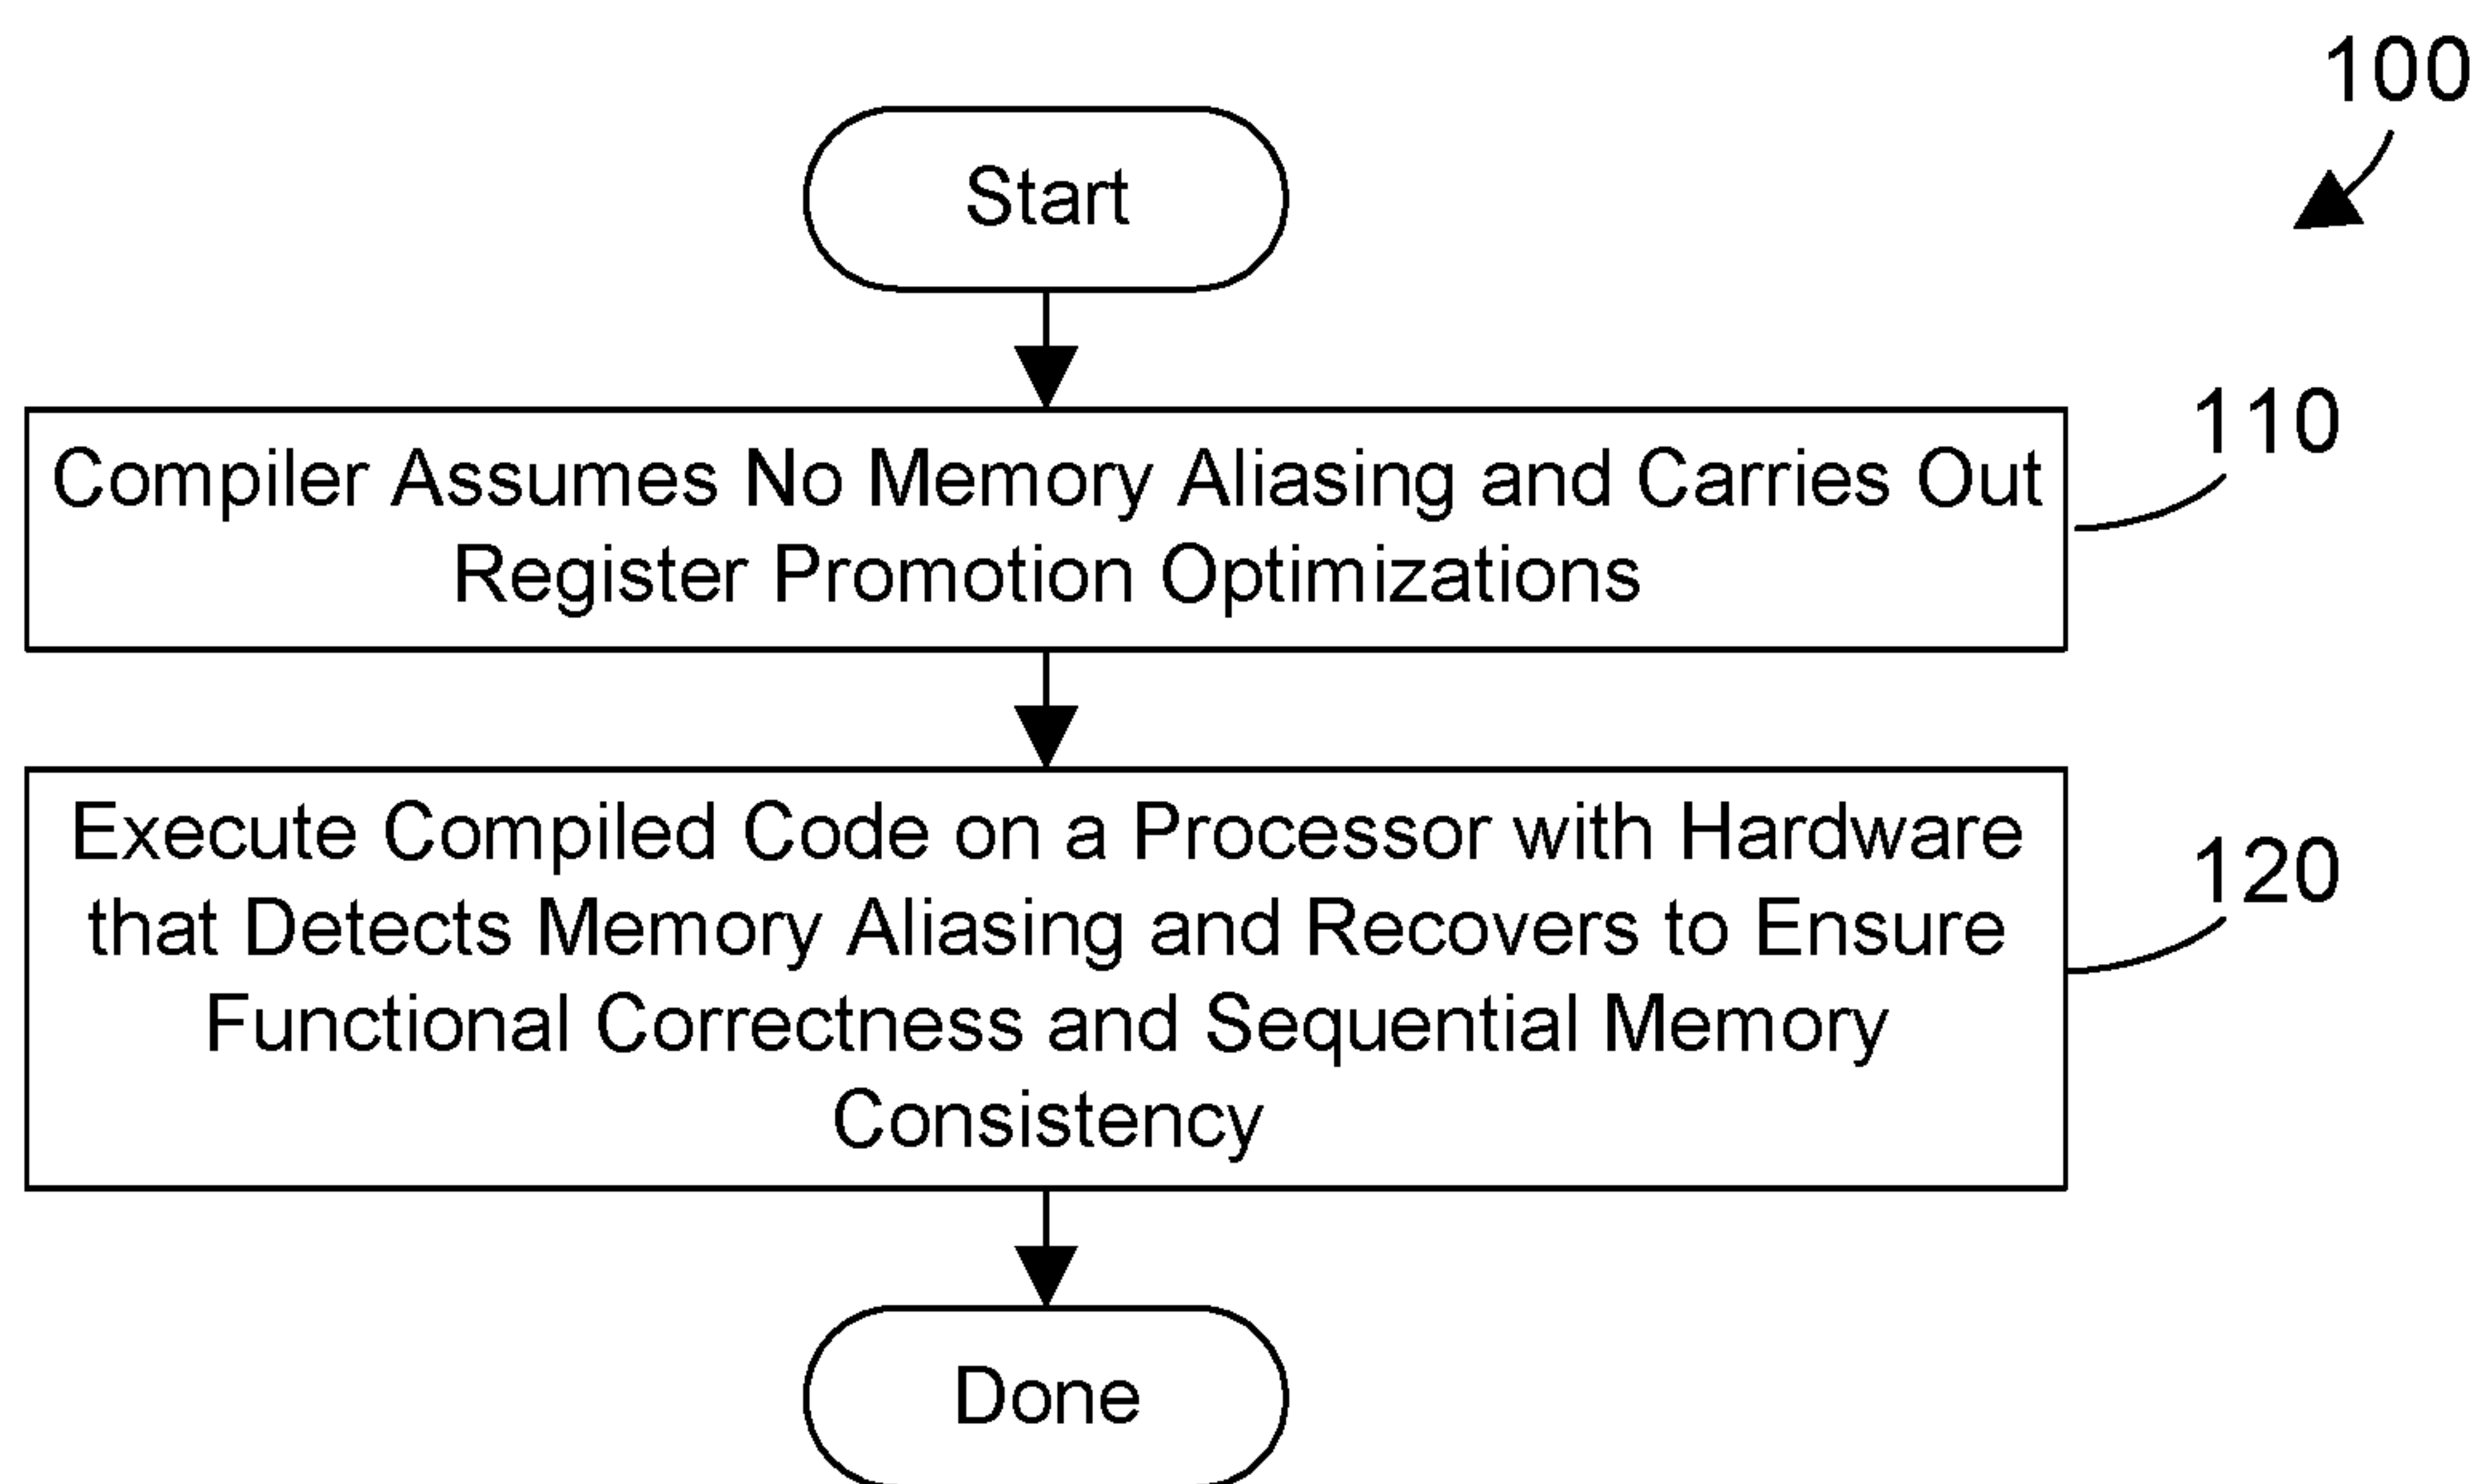 100
Start
110
Compiler Assumes No Memory Aliasing and Carries Out
Register Promotion Optimizations
Execute Compiled Code on a Processor with Hardware
120
that Detects Memory Aliasing and Recovers to Ensure
Functional Correctness and Sequential Memory
Consistency
Done